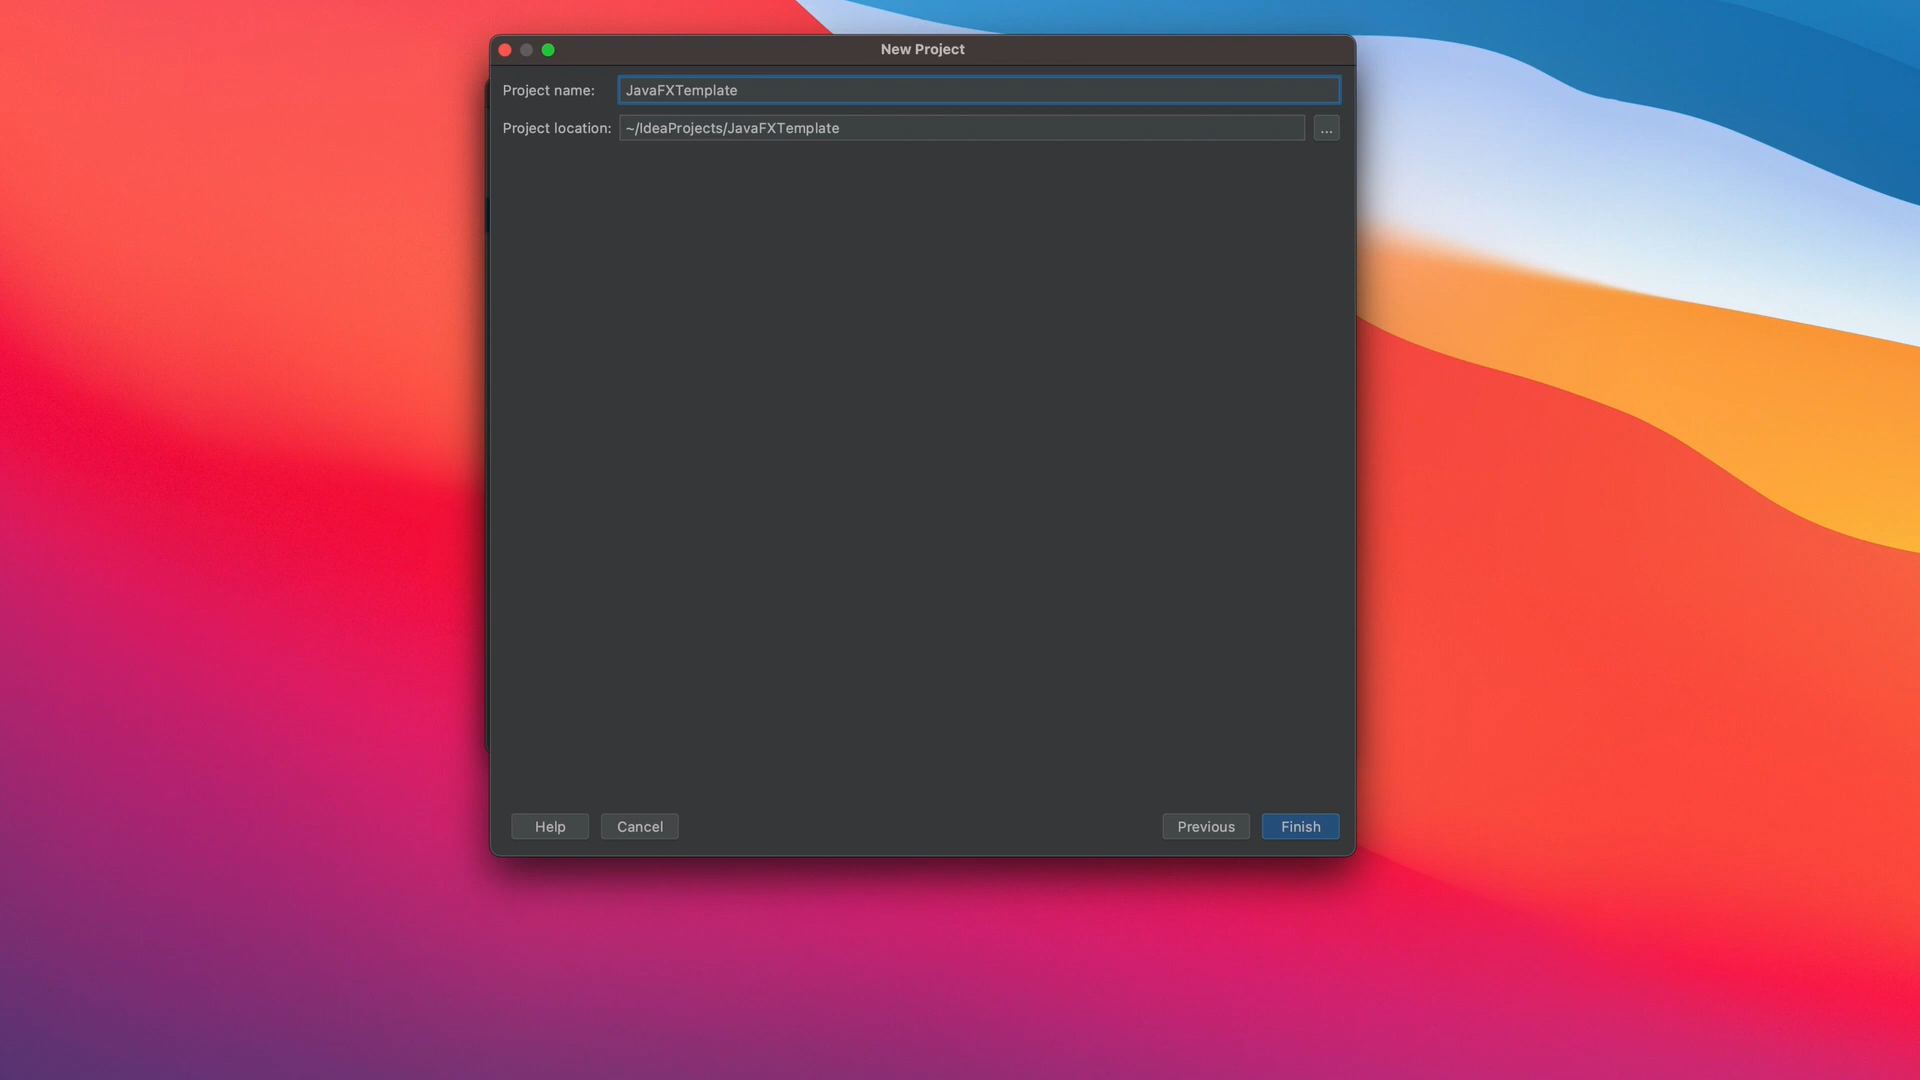 New Project
Project name: JavaFXTemplate
Project location: ~/IdeaProjects/JavaFXTemplate ...
Help Cancel Previous Finish